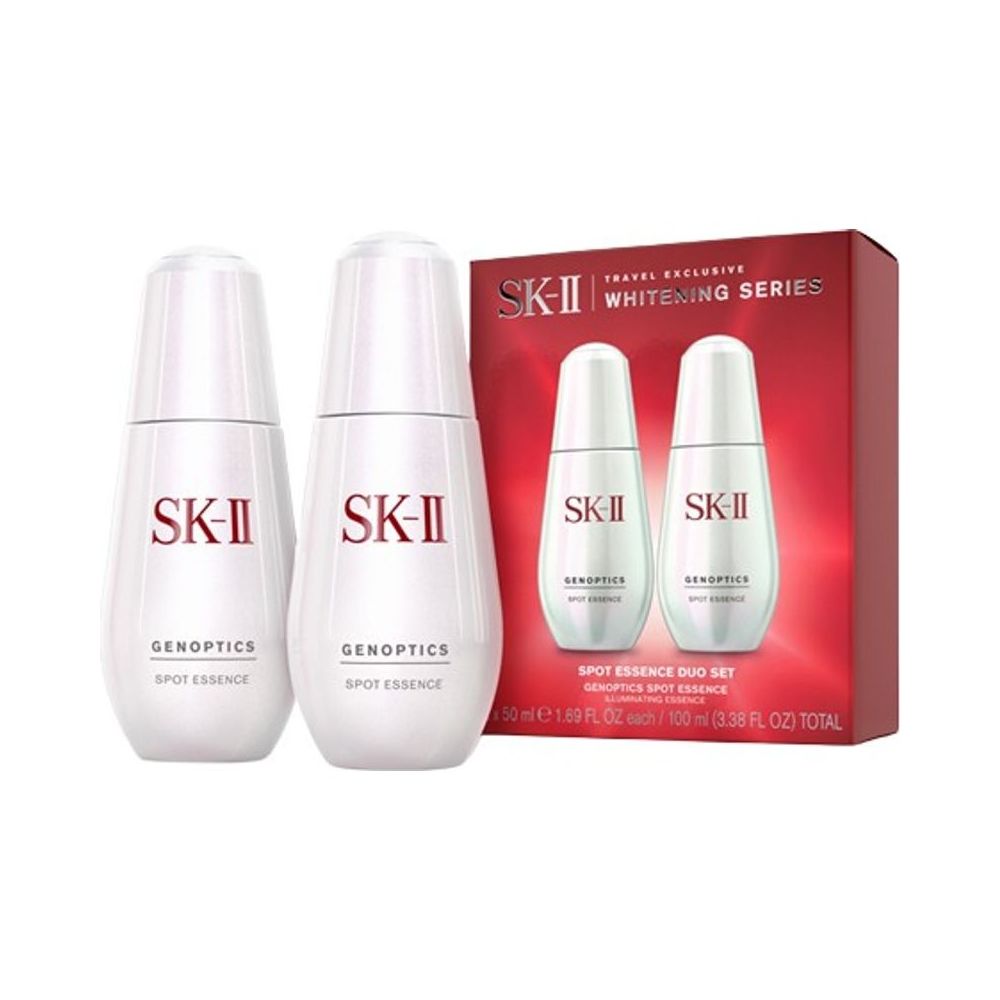 SK-II
GENOPTICS
SPOT ESSENCE
SK-II
GENOPTICS
SPOT ESSENCE
SK-II
TRAVEL EXCLUSIVE
WHITENING SERIES
SK-II
GENOPTICS
SPOT ESSENCE
SK-II
GENOPTICS
SPOT ESSENCE
SPOT ESSENCE DUO SET
GENOPTICS SPOT ESSENCE
ILLUMINATING ESSENCE
x 50 ml ℮ 1.69 FL OZ each / 100 ml (3.38 FL OZ) TOTAL